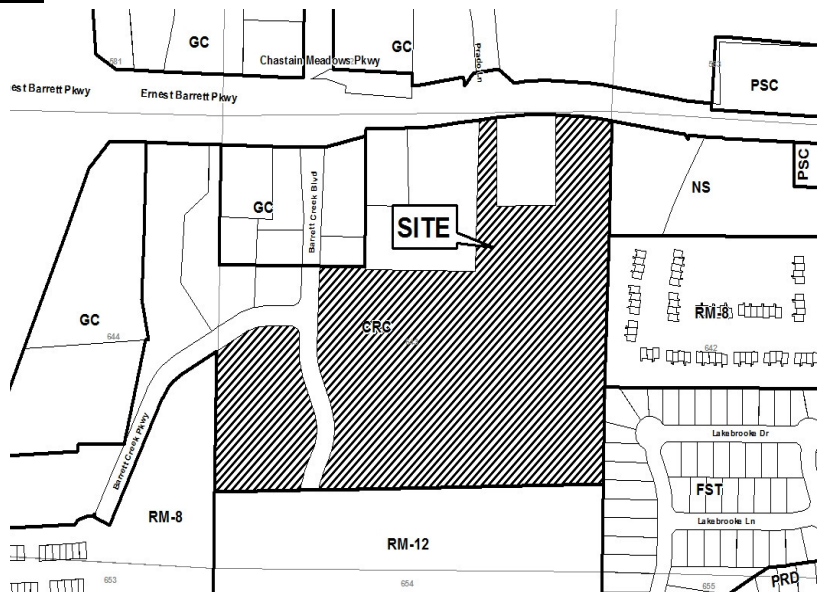 GC
GC
Chastain Meadows Pkwy
581
Prado Ln
PSC
est Barrett Pkwy
Ernest Barrett Pkwy
PSC
NS
Barrett Creek Blvd
GC
SITE
GC
644
CRC
RM-8
642
Lakebrooke Dr
Barrett Creek Pkwy
FST
RM-8
Lakebrooke Ln
RM-12
PRD
653
654
655